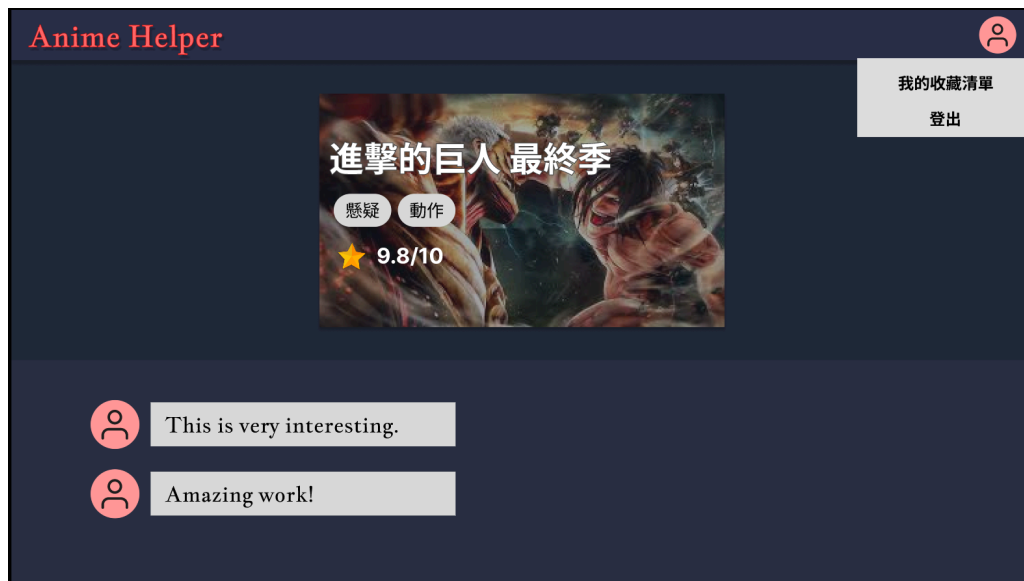 Anime Helper
我的收藏清單
登出
進擊的巨人 最終季
懸疑 動作
9.8/10
This is very interesting.
Amazing work!